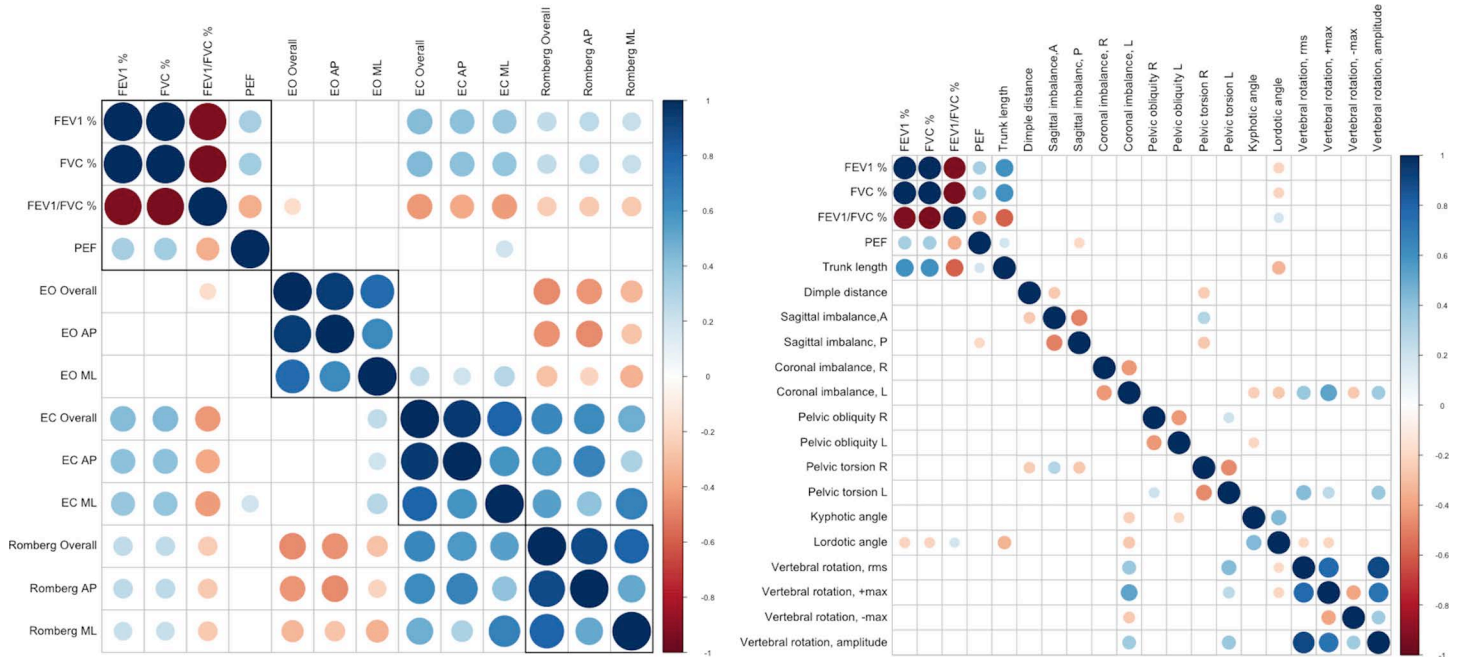 FEV1 %
FVC %
FEV1/FVC %
PEF
EO Overall
EO AP
EO ML
EC Overall
EC AP
EC ML
Romberg Overall
Romberg AP
Romberg ML
FEV1 %
FVC %
FEV1/FVC %
PEF
EO Overall
EO AP
EO ML
EC Overall
EC AP
EC ML
Romberg Overall
Romberg AP
Romberg ML
1
0.8
0.6
0.4
0.2
0
-0.2
-0.4
-0.6
-0.8
-1
FEV1 %
FVC %
FEV1/FVC %
PEF
Trunk length
Dimple distance
Sagittal imbalance,A
Sagittal imbalanc, P
Coronal imbalance, R
Coronal imbalance, L
Pelvic obliquity R
Pelvic obliquity L
Pelvic torsion R
Pelvic torsion L
Kyphotic angle
Lordotic angle
Vertebral rotation, rms
Vertebral rotation, +max
Vertebral rotation, -max
Vertebral rotation, amplitude
FEV1 %
FVC %
FEV1/FVC %
PEF
Trunk length
Dimple distance
Sagittal imbalance,A
Sagittal imbalanc, P
Coronal imbalance, R
Coronal imbalance, L
Pelvic obliquity R
Pelvic obliquity L
Pelvic torsion R
Pelvic torsion L
Kyphotic angle
Lordotic angle
Vertebral rotation, rms
Vertebral rotation, +max
Vertebral rotation, -max
Vertebral rotation, amplitude
1
0.8
0.6
0.4
0.2
0
-0.2
-0.4
-0.6
-0.8
-1